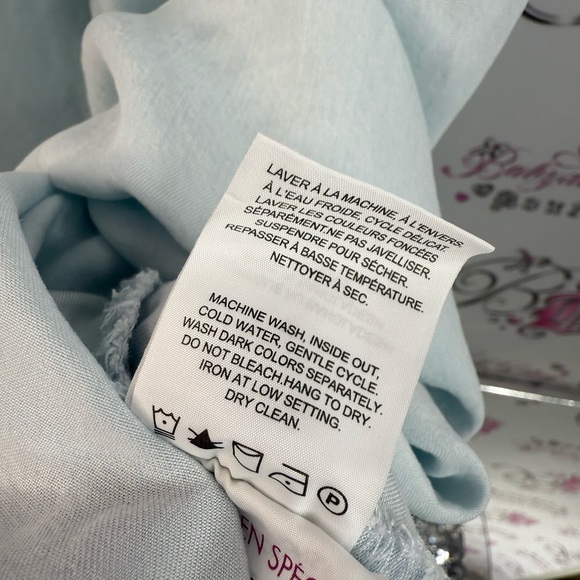 LAVER À LA MACHINE, À L'ENVERS,
À L'EAU FROIDE, CYCLE DÉLICAT.
LAVER LES COULEURS FONCÉES
SÉPARÉMENT.NE PAS JAVELLISER.
SUSPENDRE POUR SÉCHER.
REPASSER À BASSE TEMPÉRATURE.
NETTOYER À SEC.
MACHINE WASH, INSIDE OUT,
COLD WATER, GENTLE CYCLE.
WASH DARK COLORS SEPARATELY.
DO NOT BLEACH.HANG TO DRY.
IRON AT LOW SETTING.
DRY CLEAN.
P
EN SPÉC